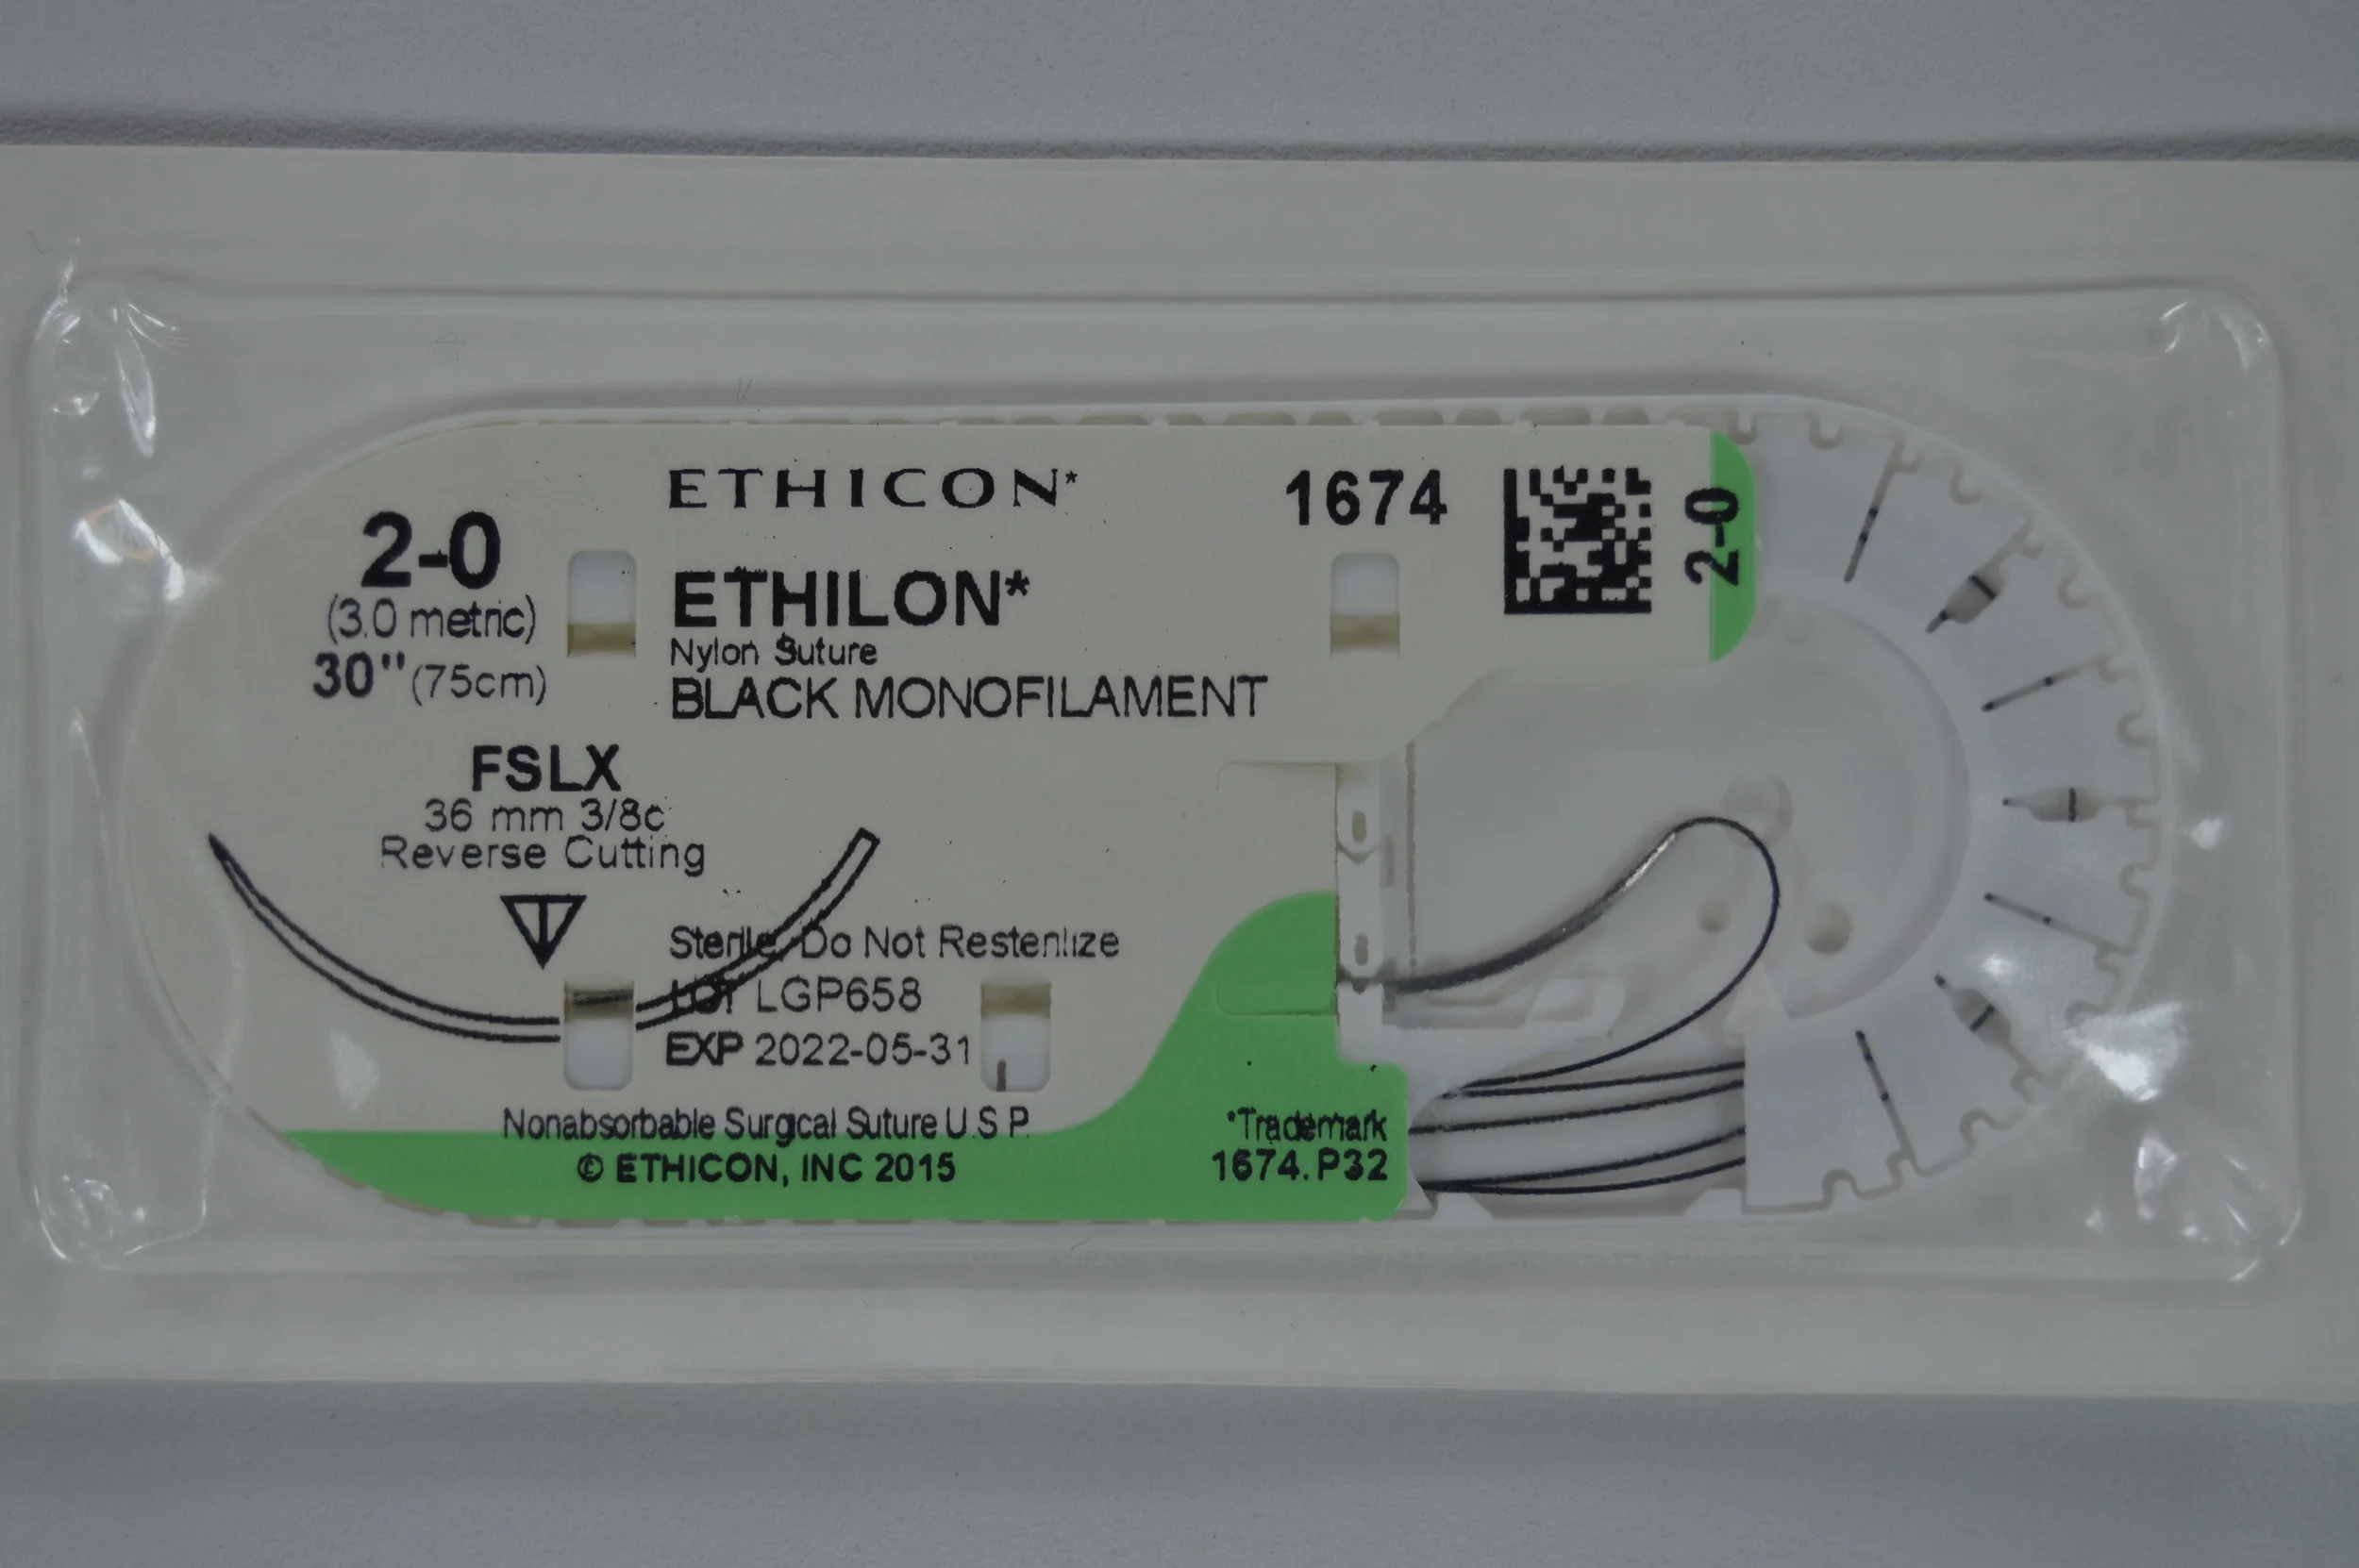 ETHICON*
1674
2-0
2-0
(3.0 metric)
30" (75cm)
ETHILON*
Nylon Suture
BLACK MONOFILAMENT
FSLX
36 mm 3/8c
Reverse Cutting
Sterile, Do Not Resterilize
LOT LGP658
EXP 2022-05-31
Nonabsorbable Surgical Suture U.S.P.
© ETHICON, INC 2015
*Trademark
1674.P32